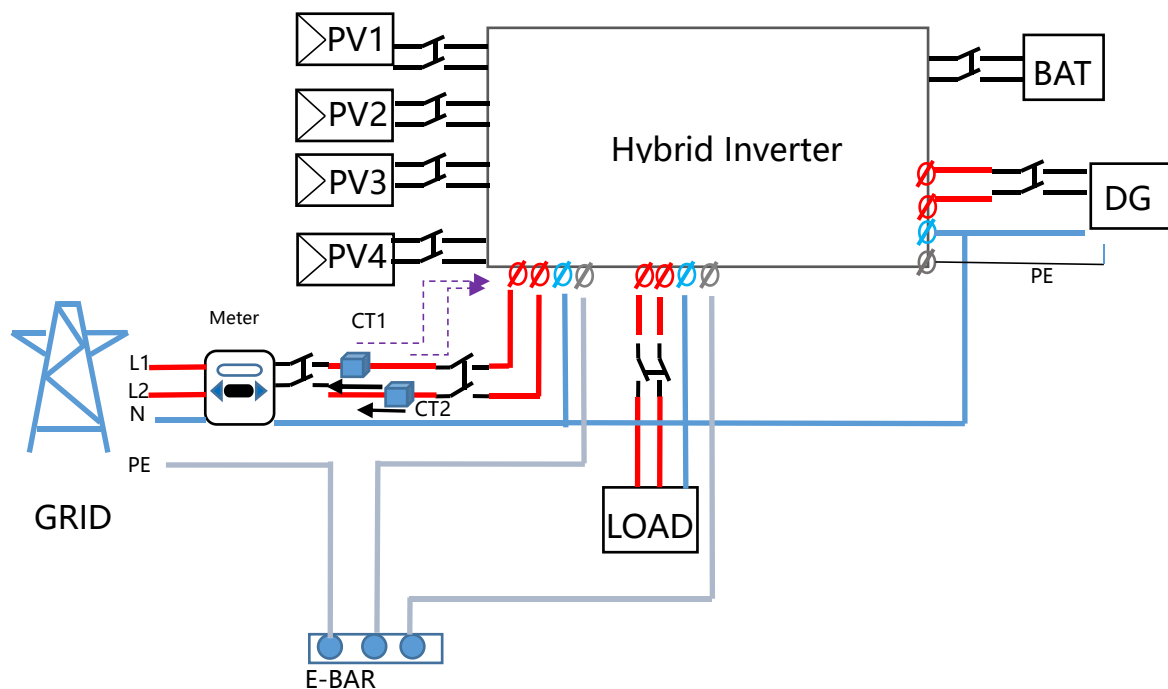 PV1
PV2
PV3
PV4
Hybrid Inverter
BAT
DG
PE
Meter
CT1
L1
L2
N
CT2
PE
GRID
LOAD
E-BAR